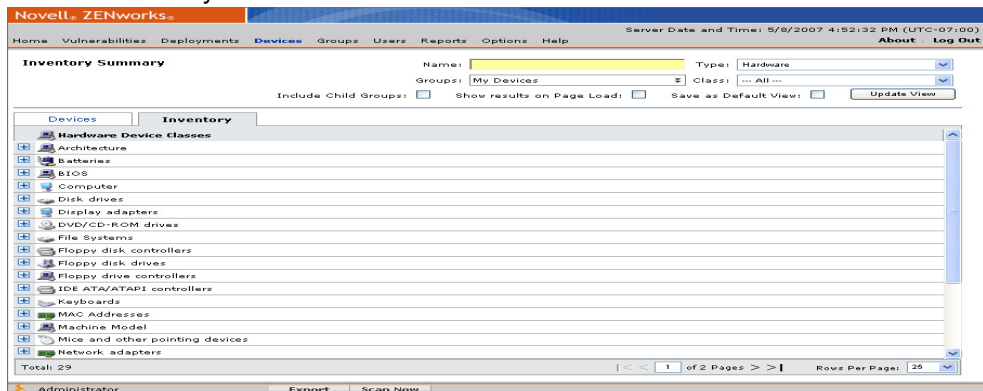 Novell® ZENworks®
Server Date and Time: 5/8/2007 4:52:32 PM (UTC-07:00)
Home Vulnerabilities Deployments Devices Groups Users Reports Options Help About Log Out
Inventory Summary
Name: Type: Hardware
Groups: My Devices Class: --- All ---
Include Child Groups: Show results on Page Load: Save as Default View: Update View
Devices Inventory
Hardware Device Classes
Architecture
Batteries
BIOS
Computer
Disk drives
Display adapters
DVD/CD-ROM drives
File Systems
Floppy disk controllers
Floppy disk drives
Floppy drive controllers
IDE ATA/ATAPI controllers
Keyboards
MAC Addresses
Machine Model
Mice and other pointing devices
Network adapters
Total: 29 |< < 1 of 2 Pages > >| Rows Per Page: 25
Administrator Export Scan Now